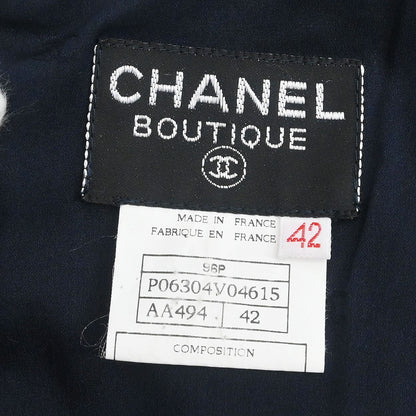 CHANEL
BOUTIQUE
MADE IN FRANCE
FABRIQUE EN FRANCE
42
96P
P06304V04615
AA494 42
COMPOSITION